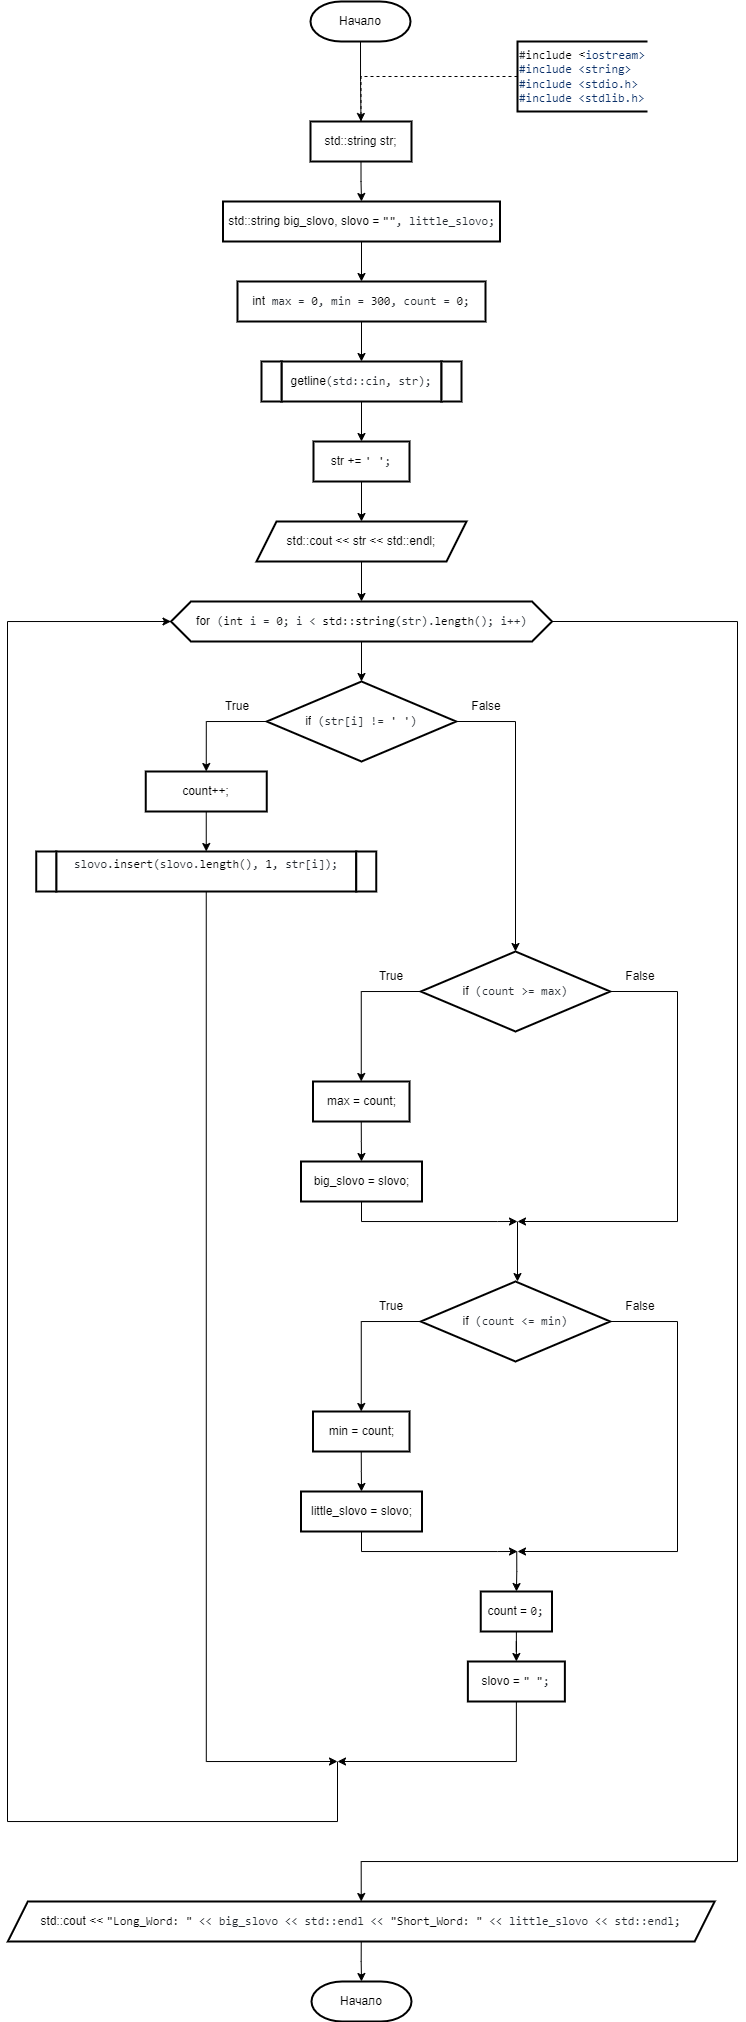 Начало
#include <iostream>
#include <string>
#include <stdio.h>
#include <stdlib.h>
std::string str;
std::string big_slovo, slovo = "", little_slovo;
int max = 0, min = 300, count = 0;
getline(std::cin, str);
str += ' ';
std::cout << str << std::endl;
for (int i = 0; i < std::string(str).length(); i++)
True
False
if (str[i] != ' ')
count++;
slovo.insert(slovo.length(), 1, str[i]);
True
False
if (count >= max)
max = count;
big_slovo = slovo;
True
False
if (count <= min)
min = count;
little_slovo = slovo;
count = 0;
slovo = " ";
std::cout << "Long_Word: " << big_slovo << std::endl << "Short_Word: " << little_slovo << std::endl;
Начало